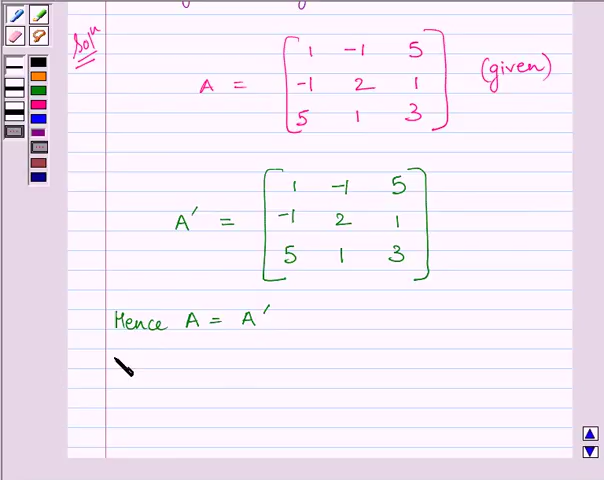 Solⁿ
A = [1 -1 5
-1 2 1
5 1 3] (given)
A′ = [1 -1 5
-1 2 1
5 1 3]
Hence A = A′